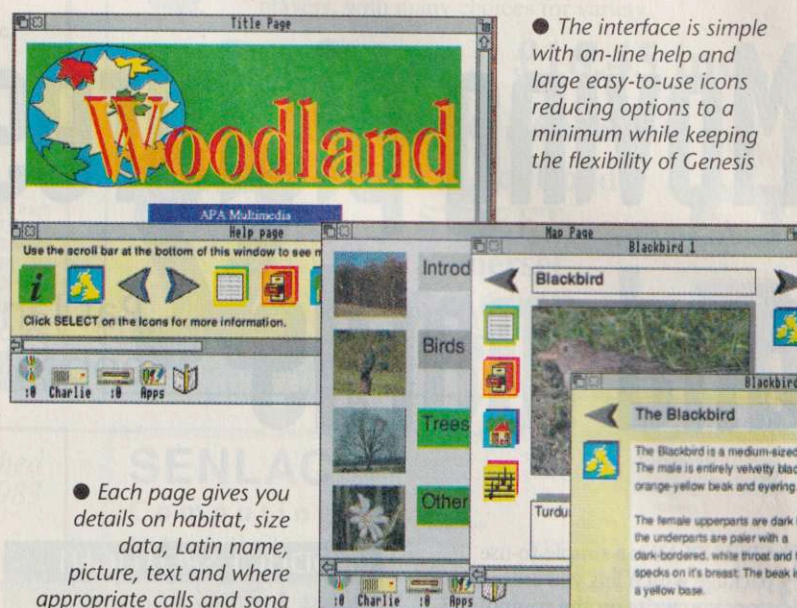 Title Page
Woodland
APA Multimedia
● The interface is simple
with on-line help and
large easy-to-use icons
reducing options to a
minimum while keeping
the flexibility of Genesis
Help page
Use the scroll bar at the bottom of this window to see
Click SELECT on the Icons for more information.
:0 Charlie :0 Apps
Introd
Birds
Trees
Other
:0 Charlie :0 Apps
Map Page
Blackbird 1
Blackbird
Turdu
Blackbird
The Blackbird
The Blackbird is a medium-sized
The male is entirely velvetty blac
orange-yellow beak and eyering
The female upperparts are dark
the underparts are paler with a
dark-bordered, white throat and
specks on it's breast. The beak i
a yellow base.
● Each page gives you
details on habitat, size
data, Latin name,
picture, text and where
appropriate calls and song